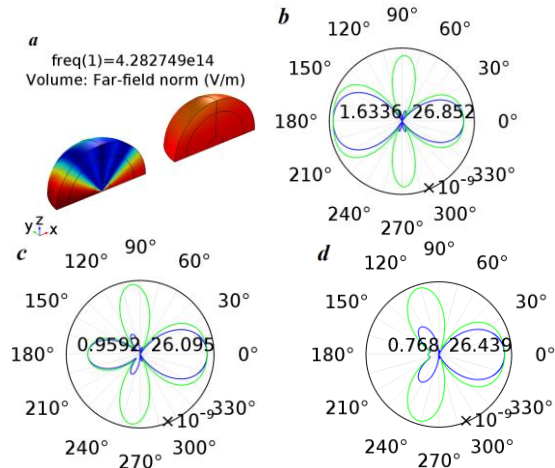 a
freq(1)=4.282749e14
Volume: Far-field norm (V/m)
y z x
b
90°
120° 60°
150° 30°
180° 1.6336 26.852 0°
210° ×10⁻⁹ 330°
240° 300°
270°
c
90°
120° 60°
150° 30°
180° 0.9592 26.095 0°
210° ×10⁻⁹ 330°
240° 300°
270°
d
90°
120° 60°
150° 30°
180° 0.768 26.439 0°
210° ×10⁻⁹ 330°
240° 300°
270°